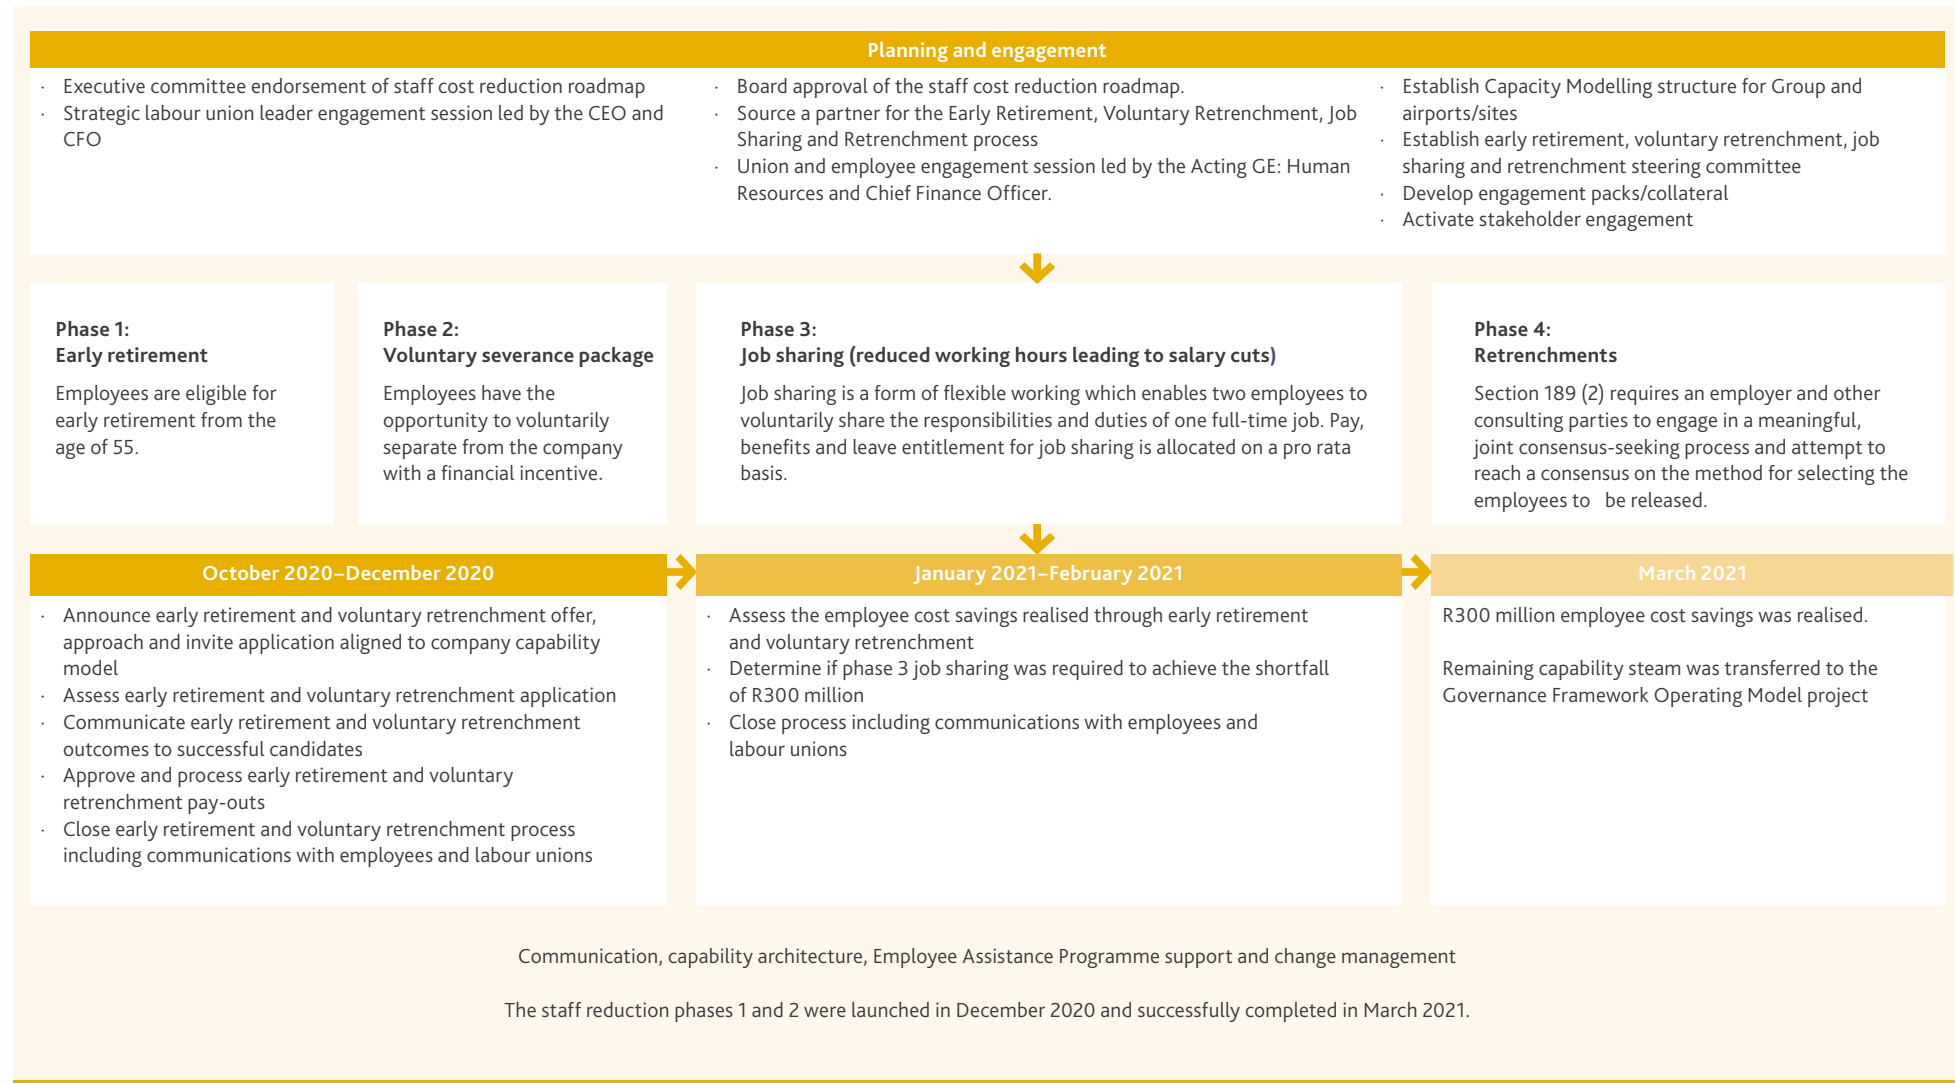 Planning and engagement
· Executive committee endorsement of staff cost reduction roadmap
· Strategic labour union leader engagement session led by the CEO and
CFO
· Board approval of the staff cost reduction roadmap.
· Source a partner for the Early Retirement, Voluntary Retrenchment, Job
Sharing and Retrenchment process
· Union and employee engagement session led by the Acting GE: Human
Resources and Chief Finance Officer.
· Establish Capacity Modelling structure for Group and
airports/sites
· Establish early retirement, voluntary retrenchment, job
sharing and retrenchment steering committee
· Develop engagement packs/collateral
· Activate stakeholder engagement
Phase 1:
Early retirement
Employees are eligible for
early retirement from the
age of 55.
Phase 2:
Voluntary severance package
Employees have the
opportunity to voluntarily
separate from the company
with a financial incentive.
Phase 3:
Job sharing (reduced working hours leading to salary cuts)
Job sharing is a form of flexible working which enables two employees to
voluntarily share the responsibilities and duties of one full-time job. Pay,
benefits and leave entitlement for job sharing is allocated on a pro rata
basis.
Phase 4:
Retrenchments
Section 189 (2) requires an employer and other
consulting parties to engage in a meaningful,
joint consensus-seeking process and attempt to
reach a consensus on the method for selecting the
employees to be released.
October 2020–December 2020
· Announce early retirement and voluntary retrenchment offer,
approach and invite application aligned to company capability
model
· Assess early retirement and voluntary retrenchment application
· Communicate early retirement and voluntary retrenchment
outcomes to successful candidates
· Approve and process early retirement and voluntary
retrenchment pay-outs
· Close early retirement and voluntary retrenchment process
including communications with employees and labour unions
January 2021–February 2021
· Assess the employee cost savings realised through early retirement
and voluntary retrenchment
· Determine if phase 3 job sharing was required to achieve the shortfall
of R300 million
· Close process including communications with employees and
labour unions
March 2021
R300 million employee cost savings was realised.
Remaining capability steam was transferred to the
Governance Framework Operating Model project
Communication, capability architecture, Employee Assistance Programme support and change management
The staff reduction phases 1 and 2 were launched in December 2020 and successfully completed in March 2021.